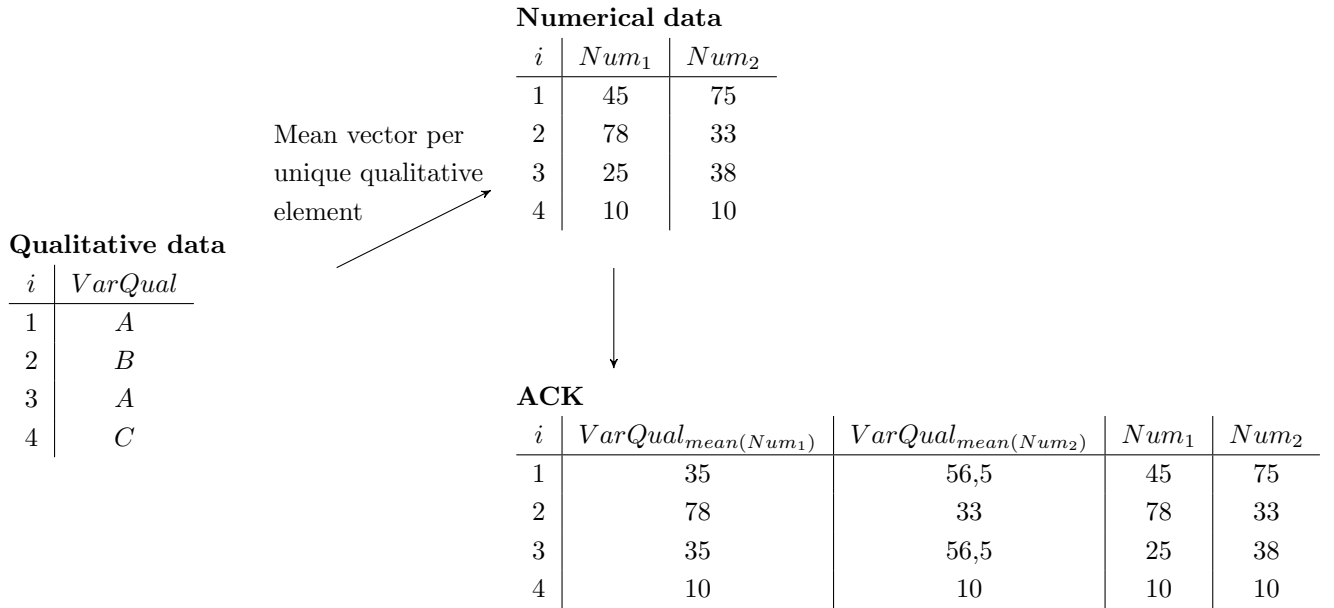 Numerical data
i Num1 Num2
1 45 75
2 78 33
3 25 38
4 10 10
Mean vector per
unique qualitative
element
Qualitative data
i VarQual
1 A
2 B
3 A
4 C
ACK
i VarQualmean(Num1) VarQualmean(Num2) Num1 Num2
1 35 56,5 45 75
2 78 33 78 33
3 35 56,5 25 38
4 10 10 10 10